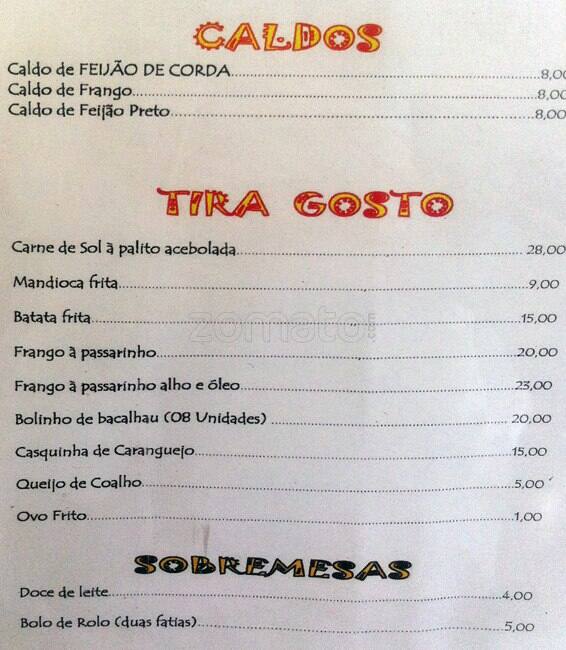 CALDOS
Caldo de FEIJÃO DE CORDA 8,00
Caldo de Frango 8,00
Caldo de Feijão Preto 8,00
TIRA GOSTO
Carne de Sol à palito acebolada 28,00
Mandioca frita 9,00
Batata frita 15,00
zomato.com
Frango à passarinho 20,00
Frango à passarinho alho e óleo 23,00
Bolinho de bacalhau (08 Unidades) 20,00
Casquinha de Caranguejo 15,00
Queijo de Coalho 5,00
Ovo Frito 1,00
SOBREMESAS
Doce de leite 4,00
Bolo de Rolo (duas fatias) 5,00